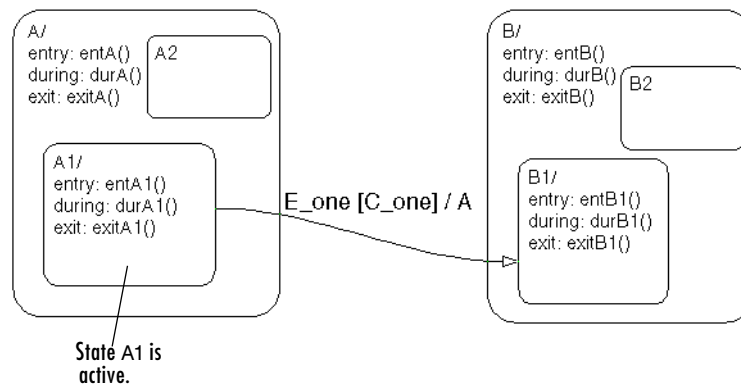 A/
entry: entA()
during: durA()
exit: exitA()
A2
A1/
entry: entA1()
during: durA1()
exit: exitA1()
E_one [C_one] / A
B/
entry: entB()
during: durB()
exit: exitB()
B2
B1/
entry: entB1()
during: durB1()
exit: exitB1()
State A1 is
active.